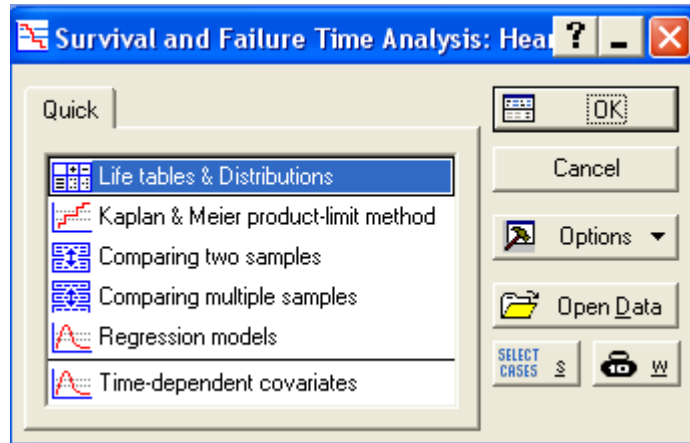 Survival and Failure Time Analysis: Hea
Quick
Life tables & Distributions
Kaplan & Meier product-limit method
Comparing two samples
Comparing multiple samples
Regression models
Time-dependent covariates
OK
Cancel
Options
Open Data
SELECT
CASES
s
w